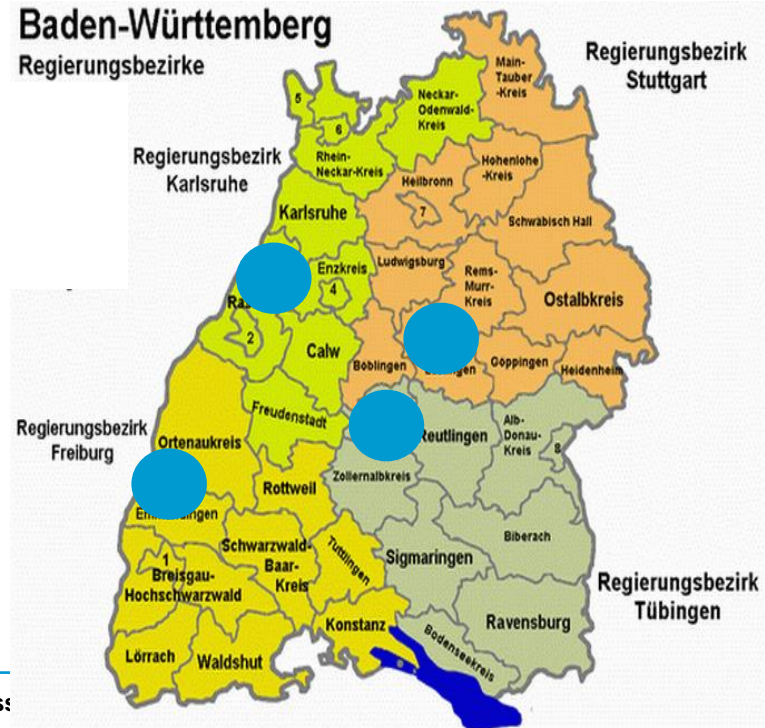 Baden-Württemberg
Regierungsbezirke
Regierungsbezirk
Stuttgart
Main-
Tauber
-Kreis
5
Neckar-
Odenwald-
Kreis
6
Regierungsbezirk
Karlsruhe
Rhein-
Neckar-Kreis
Hohenlohe
-Kreis
Heilbronn
7
Karlsruhe
Schwäbisch Hall
Ludwigsburg
Enzkreis
4
Rems-
Murr-
Kreis
Ostalbkreis
2
Calw
Böblingen
Göppingen
Heidenheim
Freudenstadt
Regierungsbezirk
Freiburg
Ortenaukreis
Reutlingen
Alb-
Donau-
Kreis
8
Zollernalbkreis
Rottweil
Biberach
Schwarzwald-
Baar-
Kreis
Tuttlingen
Sigmaringen
1
Breisgau-
Hochschwarzwald
Regierungsbezirk
Tübingen
Konstanz
Ravensburg
Bodenseekreis
Lörrach
Waldshut